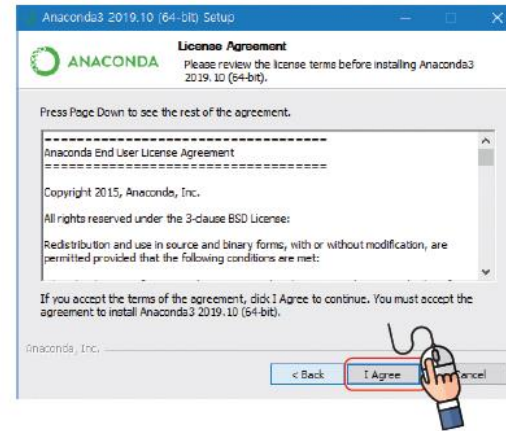 Anaconda3 2019.10 (64-bit) Setup
ANACONDA
License Agreement
Please review the license terms before installing Anaconda3
2019.10 (64-bit).
Press Page Down to see the rest of the agreement.
===================================
Anaconda End User License Agreement
===================================
Copyright 2015, Anaconda, Inc.
All rights reserved under the 3-clause BSD License:
Redistribution and use in source and binary forms, with or without modification, are
permitted provided that the following conditions are met:
If you accept the terms of the agreement, click I Agree to continue. You must accept the
agreement to install Anaconda3 2019.10 (64-bit).
Anaconda, Inc.
< Back
I Agree
Cancel